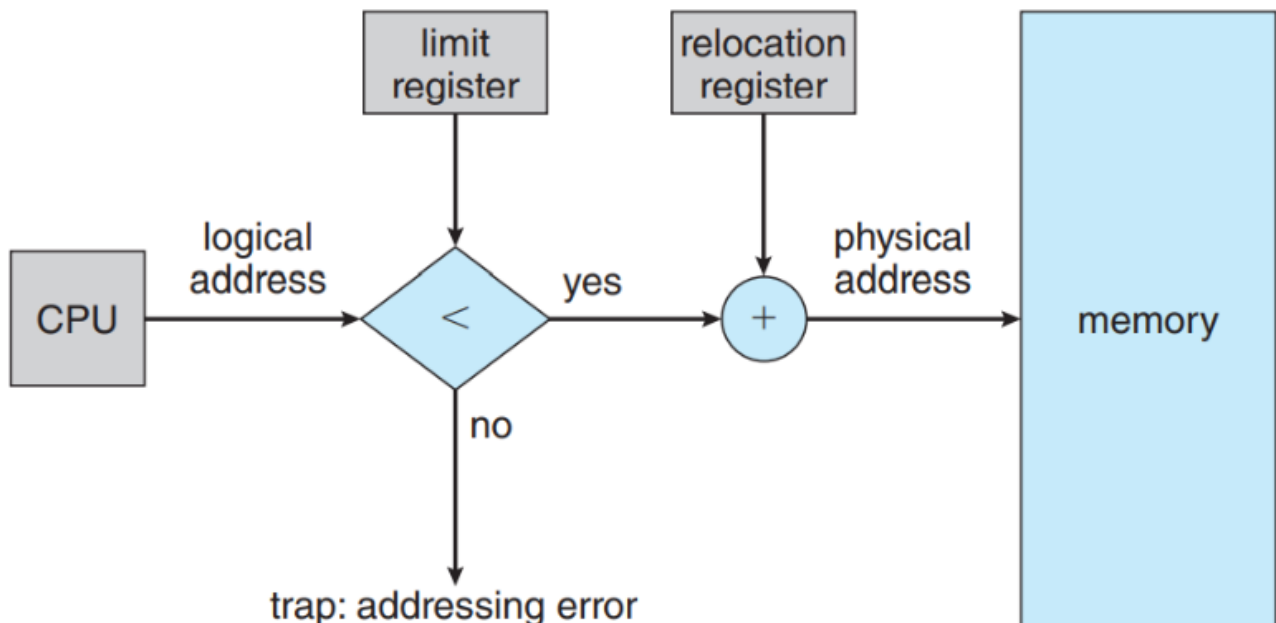 limit
register
relocation
register
logical
address
physical
address
CPU
<
yes
+
memory
no
trap: addressing error